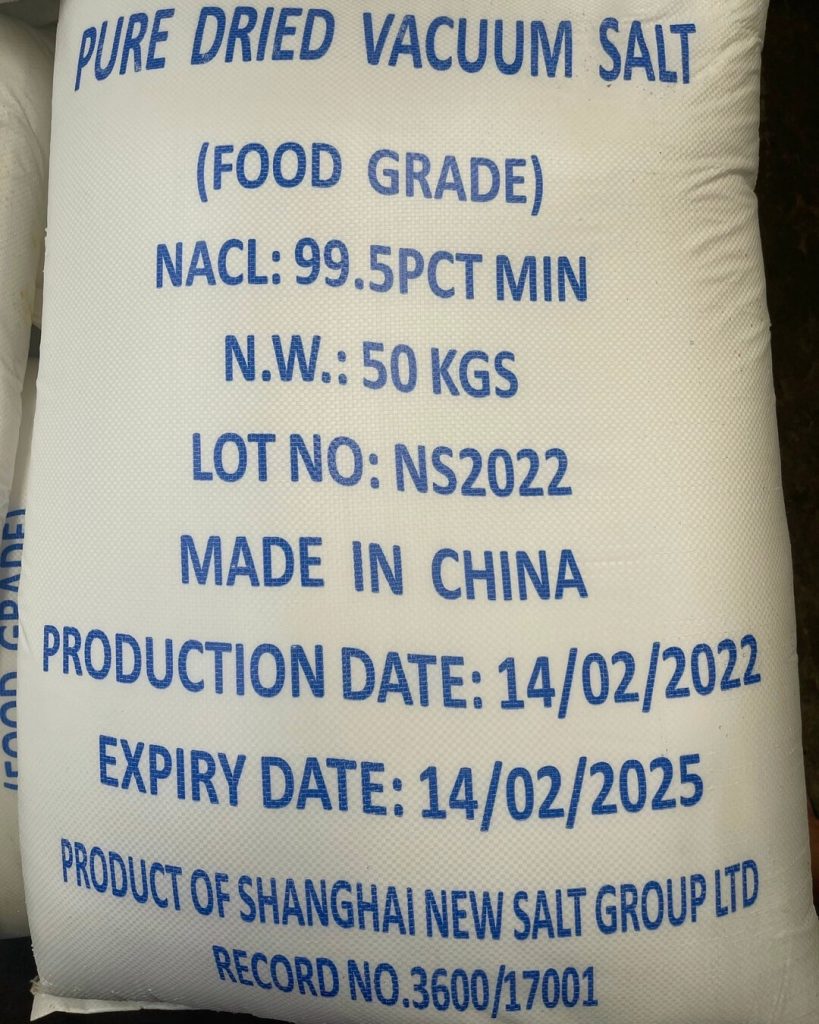 PURE DRIED VACUUM SALT
(FOOD GRADE)
NACL: 99.5PCT MIN
N.W.: 50 KGS
LOT NO: NS2022
MADE IN CHINA
PRODUCTION DATE: 14/02/2022
EXPIRY DATE: 14/02/2025
PRODUCT OF SHANGHAI NEW SALT GROUP LTD
RECORD NO.3600/17001
(FOOD GRADE)